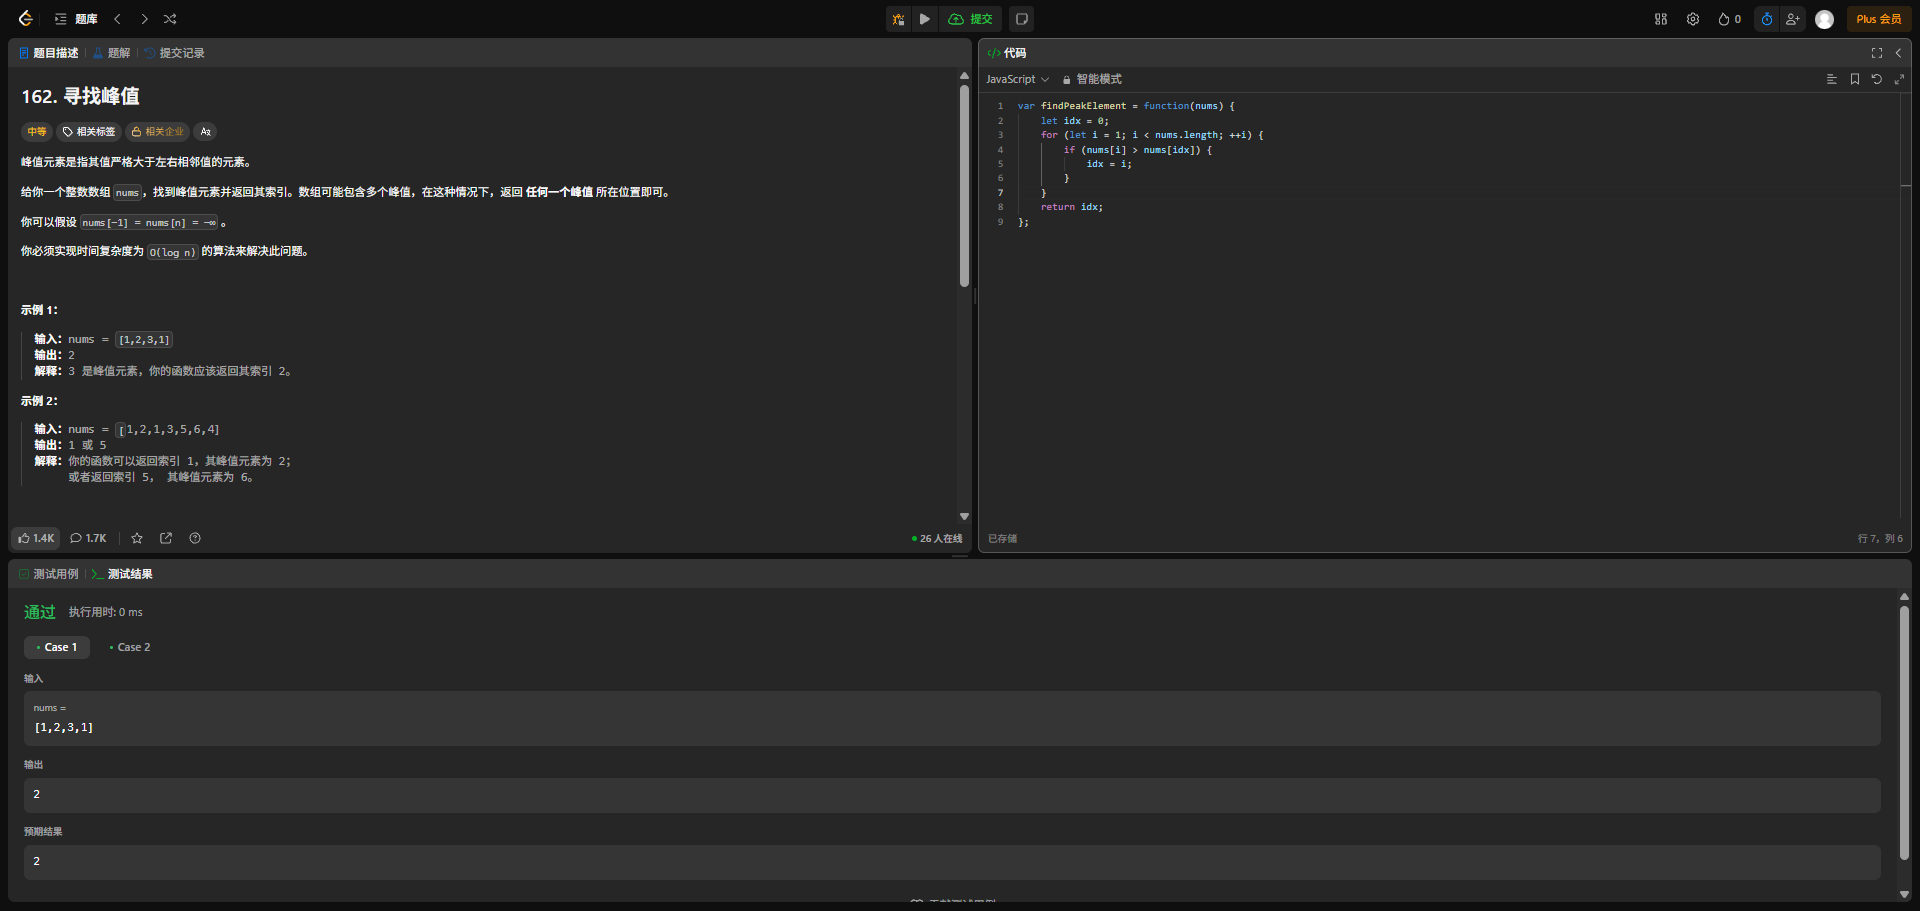 题库
提交
0
Plus 会员
题目描述
题解
提交记录
162. 寻找峰值
中等
相关标签
相关企业
峰值元素是指其值严格大于左右相邻值的元素。
给你一个整数数组 nums，找到峰值元素并返回其索引。数组可能包含多个峰值，在这种情况下，返回 任何一个峰值 所在位置即可。
你可以假设 nums[-1] = nums[n] = -∞ 。
你必须实现时间复杂度为 O(log n) 的算法来解决此问题。
示例 1：
输入：nums = [1,2,3,1]
输出：2
解释：3 是峰值元素，你的函数应该返回其索引 2。
示例 2：
输入：nums = [1,2,1,3,5,6,4]
输出：1 或 5
解释：你的函数可以返回索引 1，其峰值元素为 2；
或者返回索引 5， 其峰值元素为 6。
1.4K
1.7K
26 人在线
代码
JavaScript
智能模式
1 var findPeakElement = function(nums) {
2 let idx = 0;
3 for (let i = 1; i < nums.length; ++i) {
4 if (nums[i] > nums[idx]) {
5 idx = i;
6 }
7 }
8 return idx;
9 };
已存储
行 7，列 6
测试用例
测试结果
通过 执行用时: 0 ms
Case 1
Case 2
输入
nums =
[1,2,3,1]
输出
2
预期结果
2